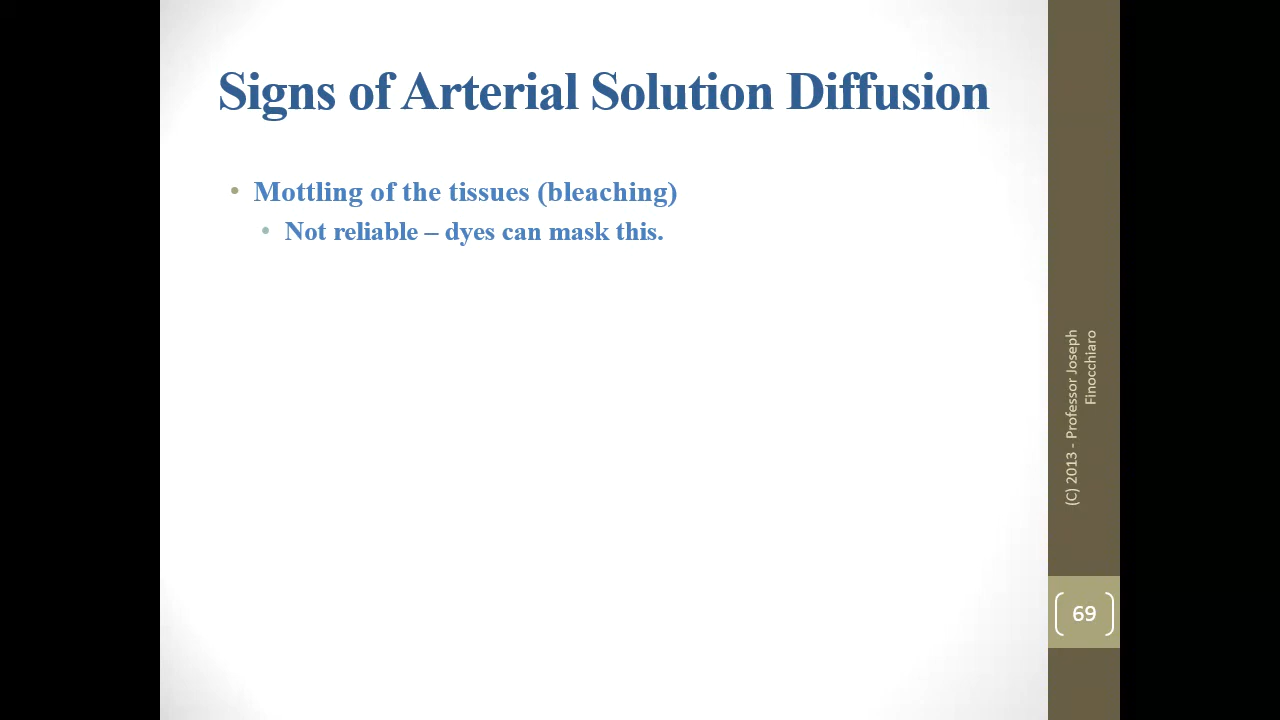 Signs of Arterial Solution Diffusion
• Mottling of the tissues (bleaching)
• Not reliable – dyes can mask this.
(C) 2013 - Professor Joseph
Finocchiaro
69